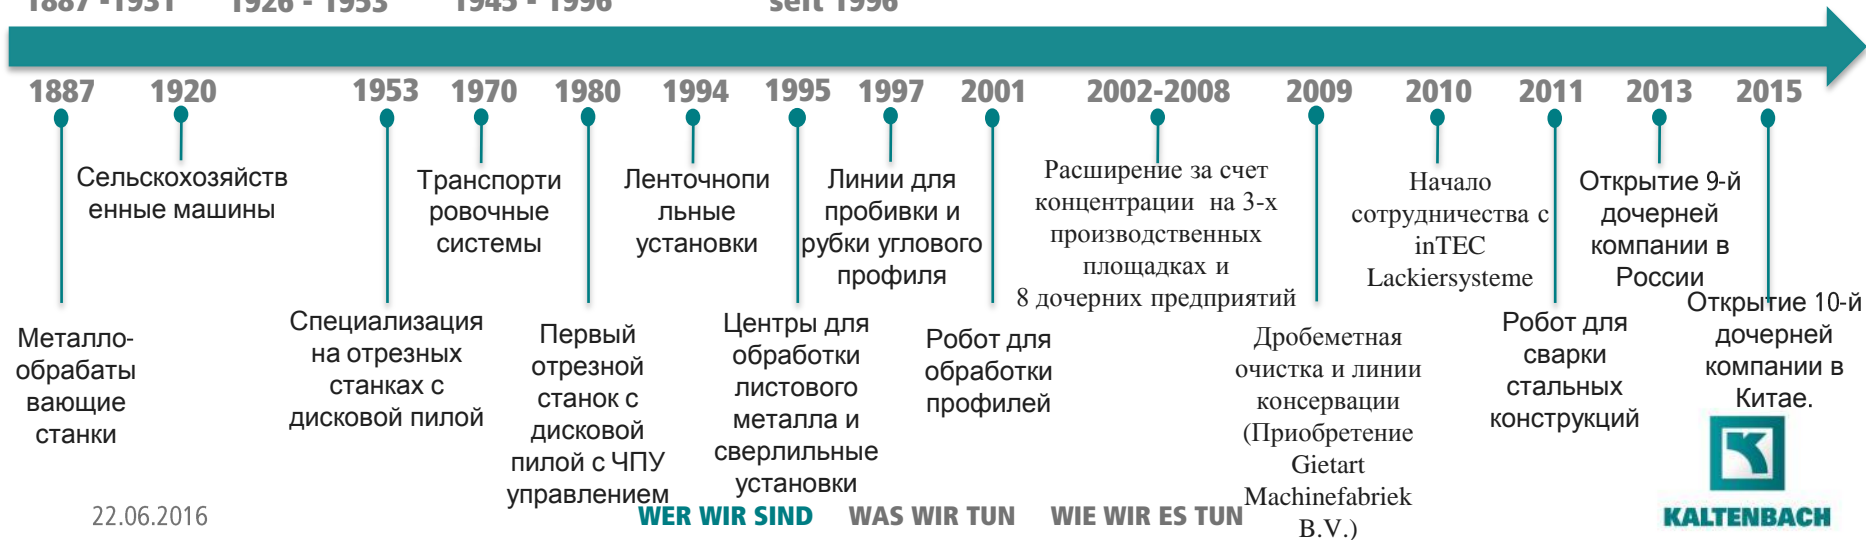 1887 -1931 1926 - 1953 1945 - 1996 seit 1996
1887 1920 1953 1970 1980 1994 1995 1997 2001 2002-2008 2009 2010 2011 2013 2015
Металло-
обрабаты
вающие
станки
Сельскохозяйств
енные машины
Специализация
на отрезных
станках с
дисковой пилой
Транспорти
ровочные
системы
Первый
отрезной
станок с
дисковой
пилой с ЧПУ
управлением
Ленточнопи
льные
установки
Центры для
обработки
листового
металла и
сверлильные
установки
Линии для
пробивки и
рубки углового
профиля
Робот для
обработки
профилей
Расширение за счет
концентрации на 3-х
производственных
площадках и
8 дочерних предприятий
Дробеметная
очистка и линии
консервации
(Приобретение
Gietart
Machinefabriek
B.V.)
Начало
сотрудничества с
inTEC
Lackiersysteme
Робот для
сварки
стальных
конструкций
Открытие 9-й
дочерней
компании в
России
Открытие 10-й
дочерней
компании в
Китае.
22.06.2016
WER WIR SIND WAS WIR TUN WIE WIR ES TUN
KALTENBACH